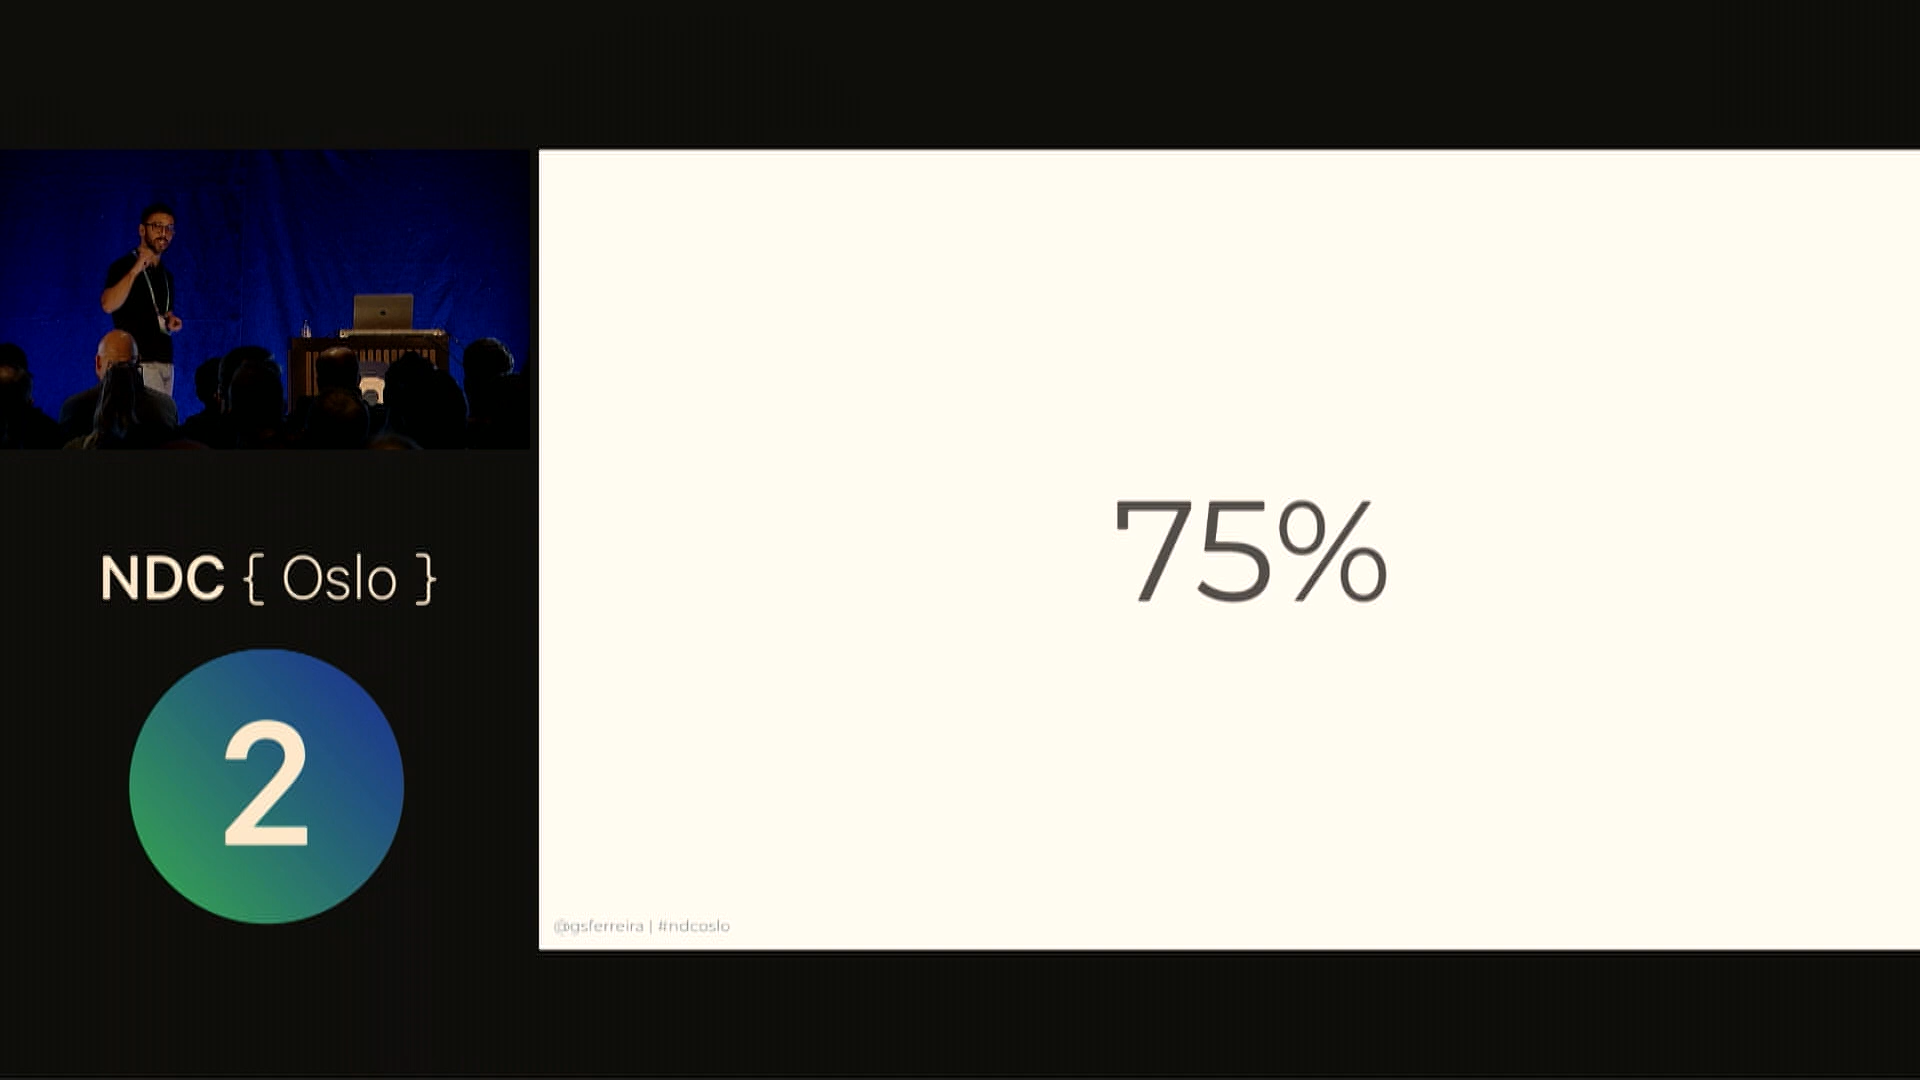 NDC { Oslo }
2
75%
@gsferreira | #ndcoslo